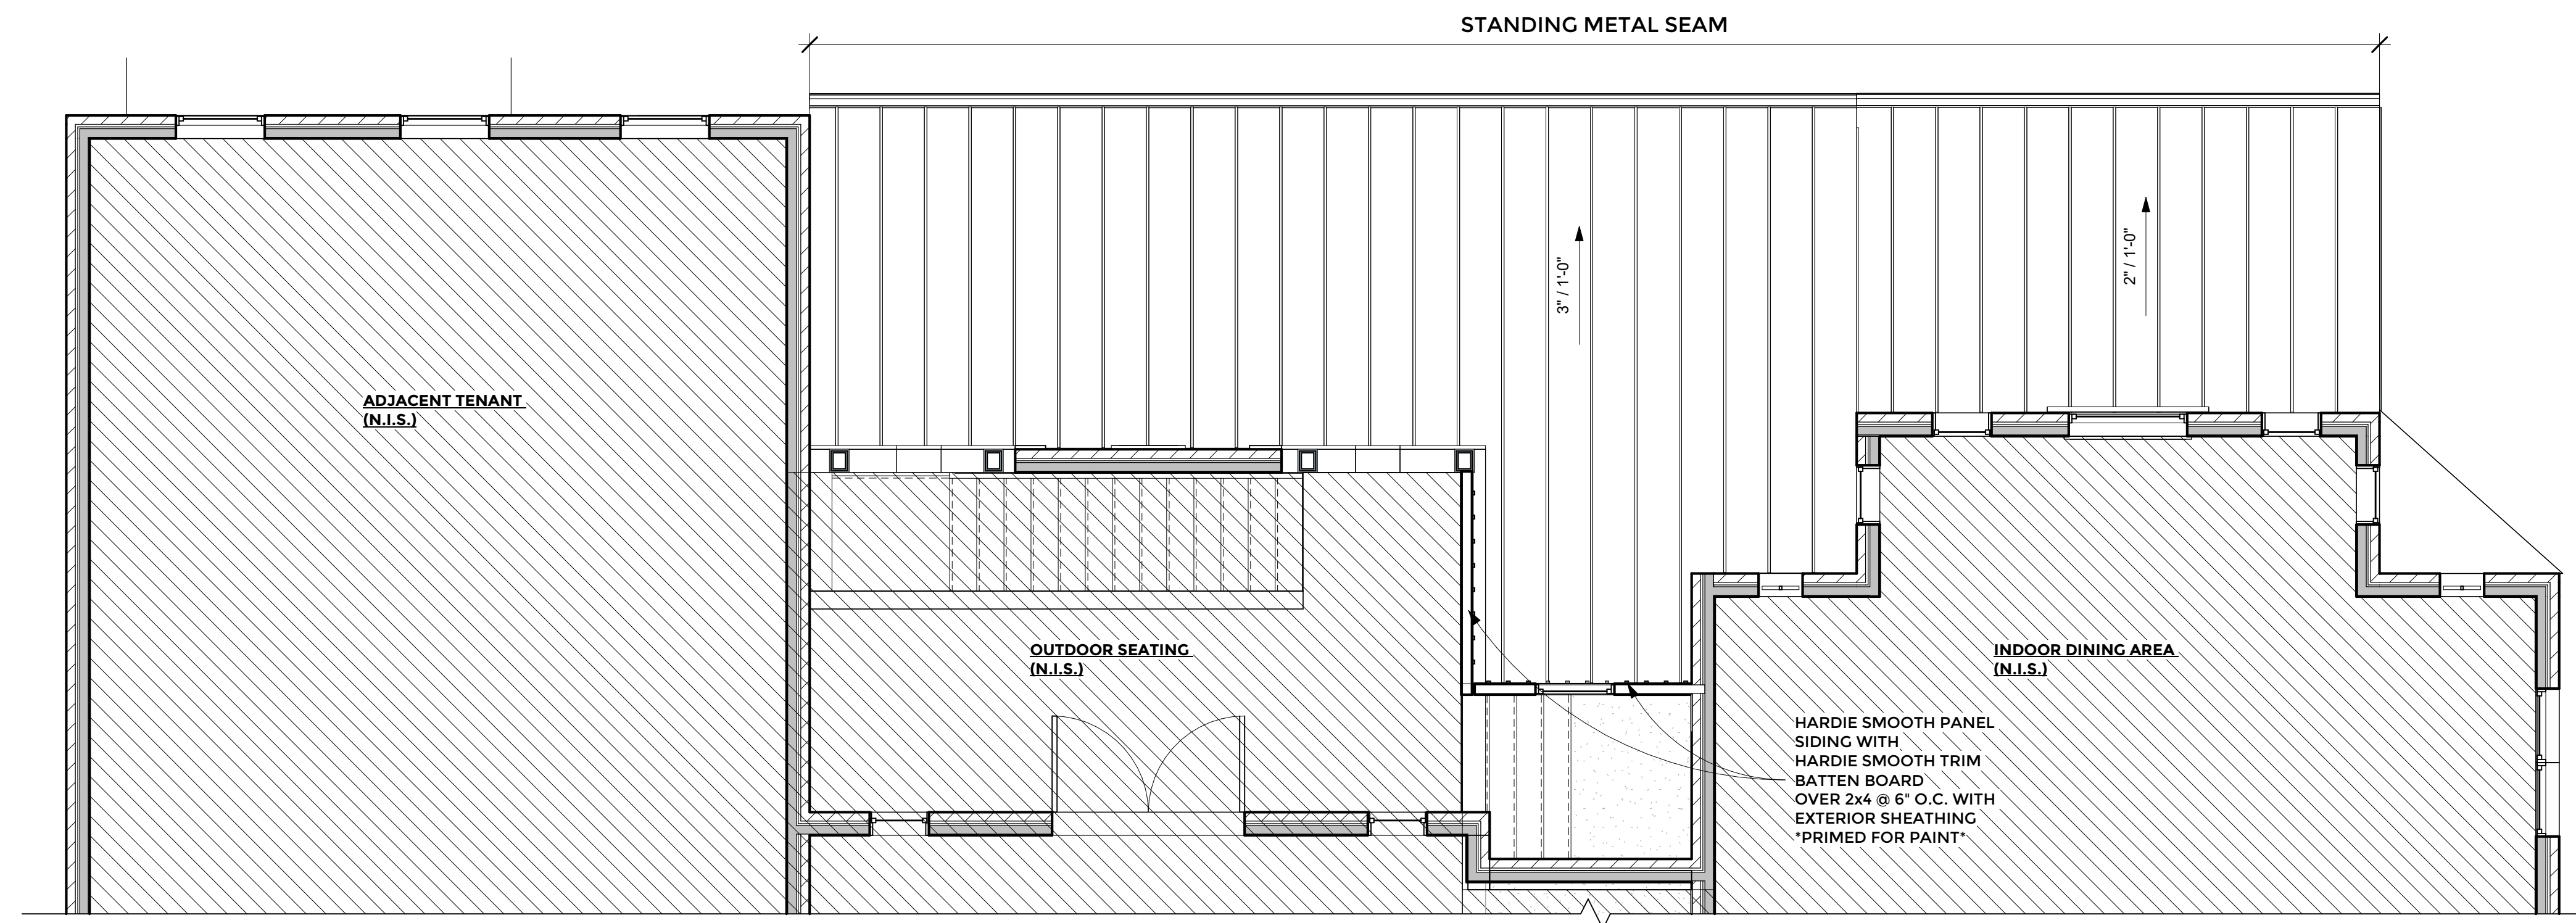 STANDING METAL SEAM
3" / 1'-0"
2" / 1'-0"
ADJACENT TENANT
(N.I.S.)
OUTDOOR SEATING
(N.I.S.)
INDOOR DINING AREA
(N.I.S.)
HARDIE SMOOTH PANEL
SIDING WITH
HARDIE SMOOTH TRIM
BATTEN BOARD
OVER 2x4 @ 6" O.C. WITH
EXTERIOR SHEATHING
*PRIMED FOR PAINT*